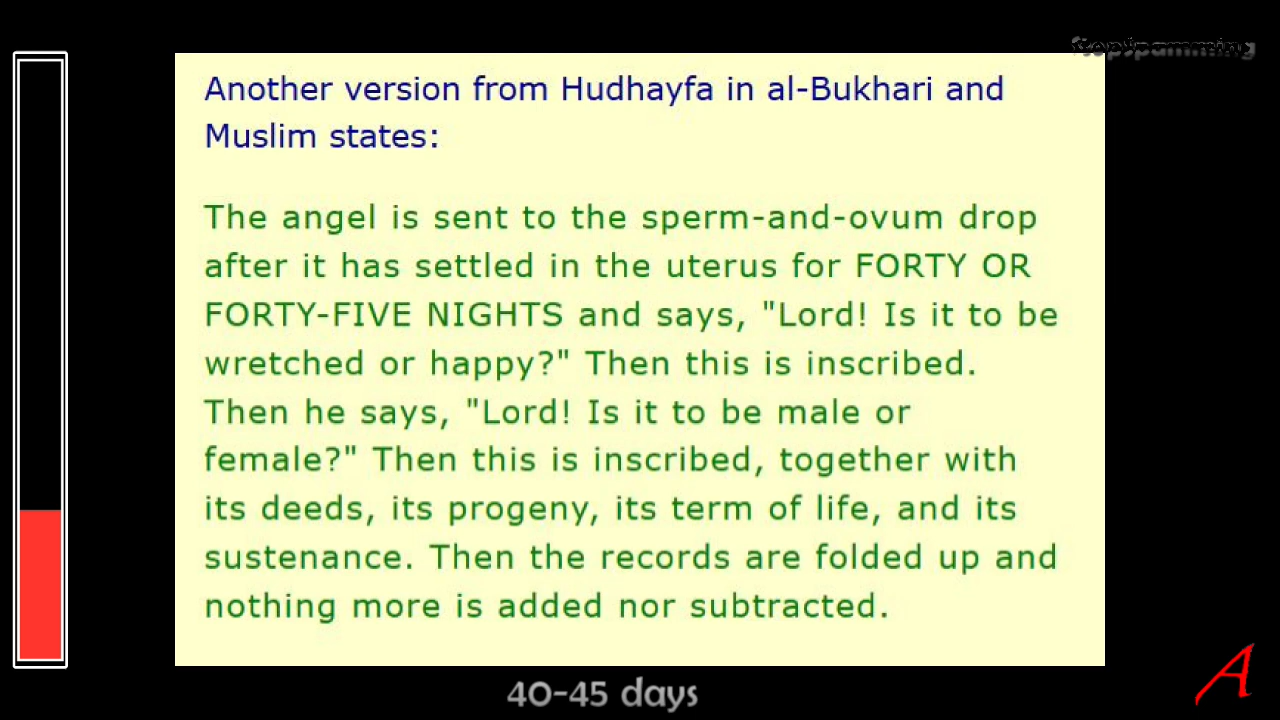 Another version from Hudhayfa in al-Bukhari and
Muslim states:
The angel is sent to the sperm-and-ovum drop
after it has settled in the uterus for FORTY OR
FORTY-FIVE NIGHTS and says, "Lord! Is it to be
wretched or happy?" Then this is inscribed.
Then he says, "Lord! Is it to be male or
female?" Then this is inscribed, together with
its deeds, its progeny, its term of life, and its
sustenance. Then the records are folded up and
nothing more is added nor subtracted.
40-45 days
A